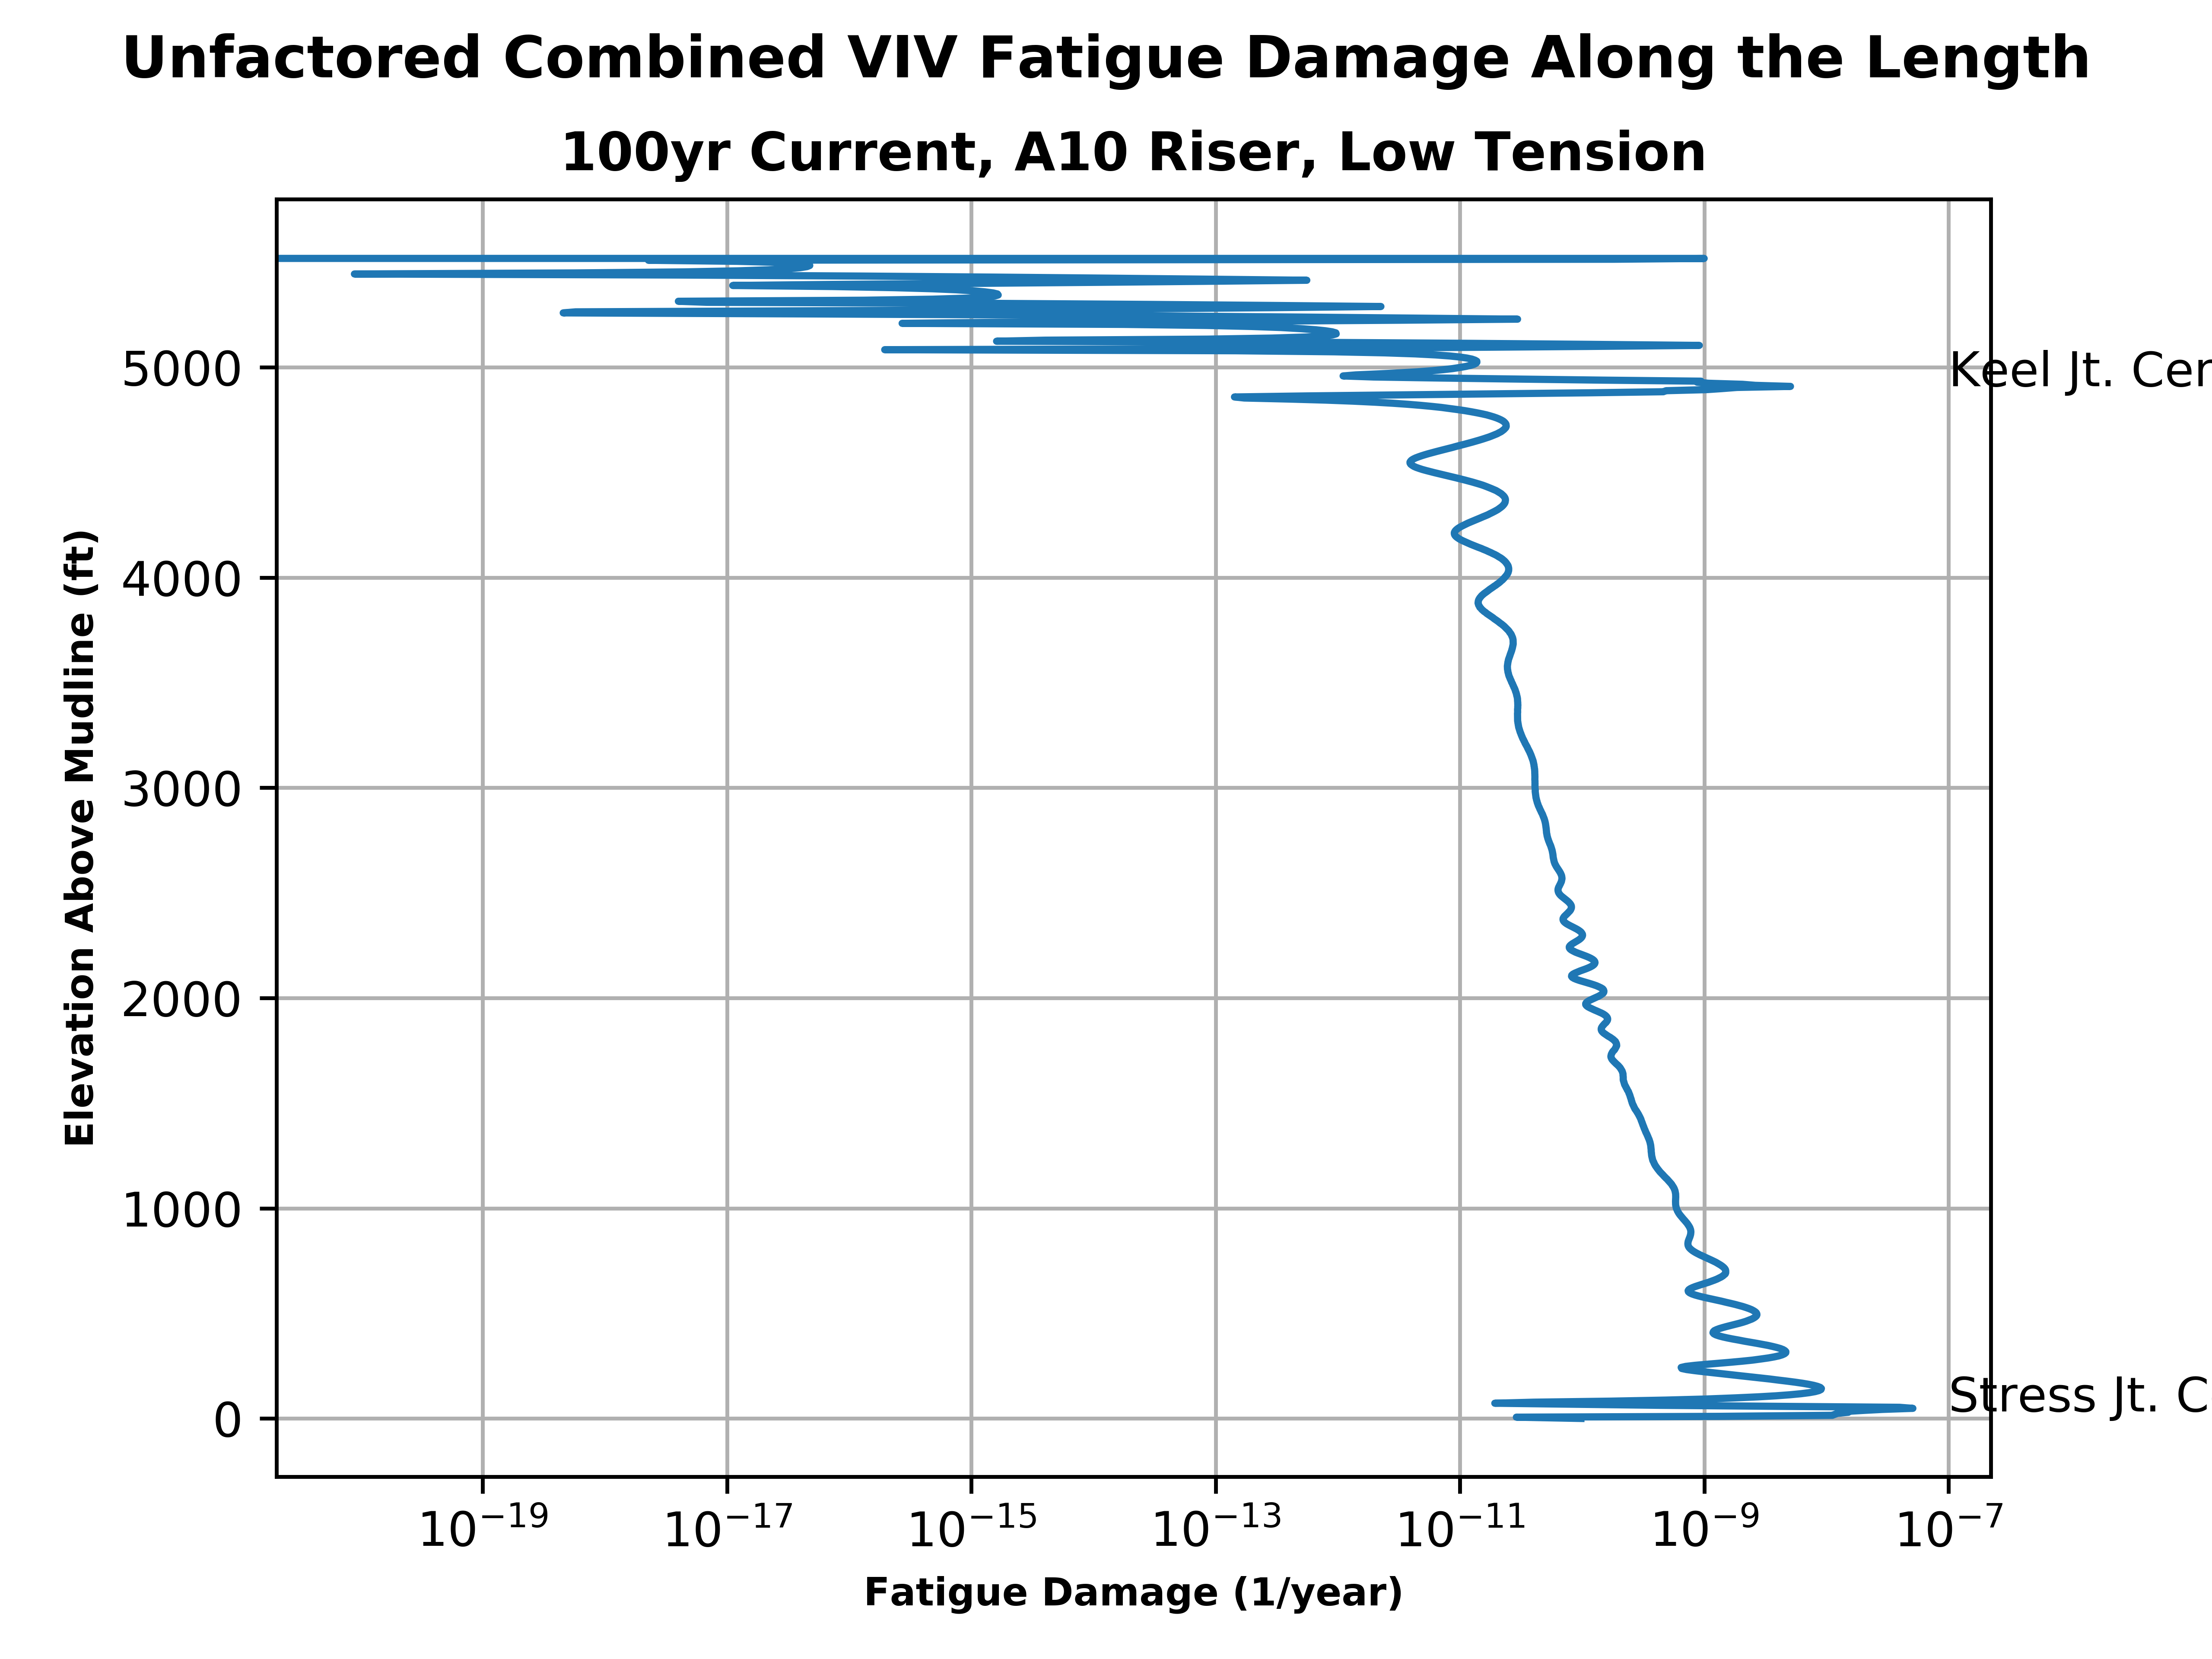 Unfactored Combined VIV Fatigue Damage Along the Length
100yr Current, A10 Riser, Low Tension
Elevation Above Mudline (ft)
5000
4000
3000
2000
1000
0
Keel Jt. Cen
Stress Jt. C
10⁻¹⁹ 10⁻¹⁷ 10⁻¹⁵ 10⁻¹³ 10⁻¹¹ 10⁻⁹ 10⁻⁷
Fatigue Damage (1/year)